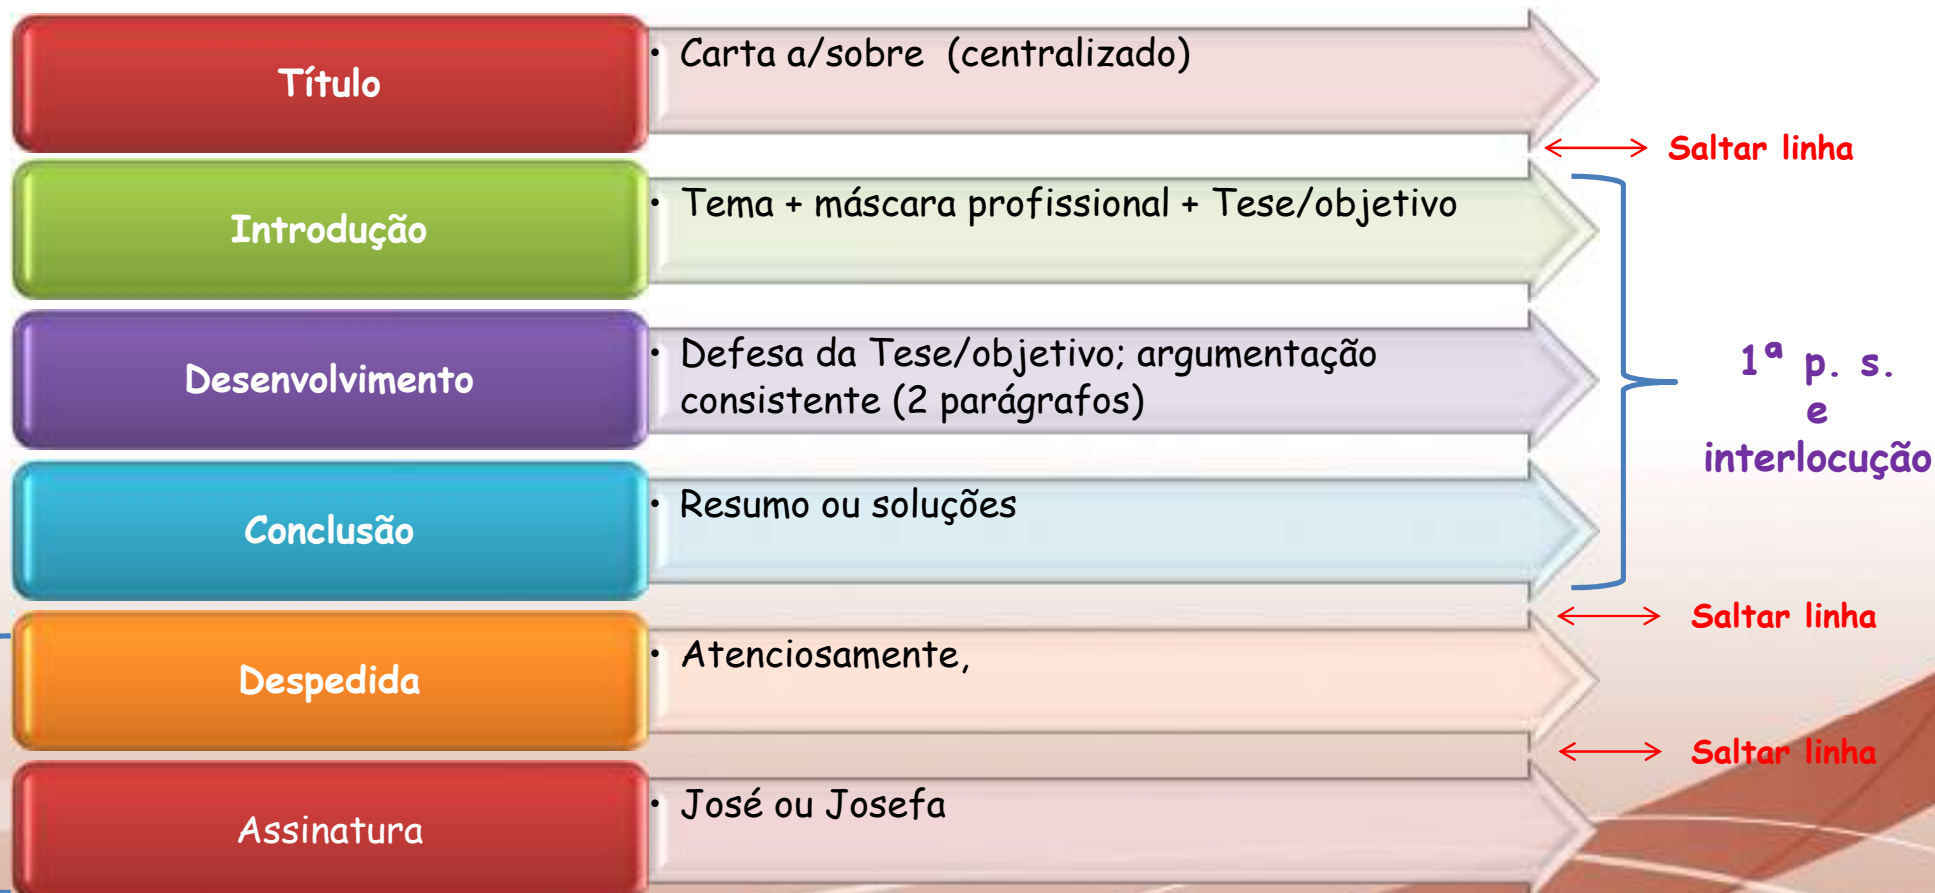 Título
• Carta a/sobre (centralizado)
Saltar linha
Introdução
• Tema + máscara profissional + Tese/objetivo
Desenvolvimento
• Defesa da Tese/objetivo; argumentação
consistente (2 parágrafos)
1ª p. s.
e
interlocução
Conclusão
• Resumo ou soluções
Saltar linha
Despedida
• Atenciosamente,
Saltar linha
Assinatura
• José ou Josefa